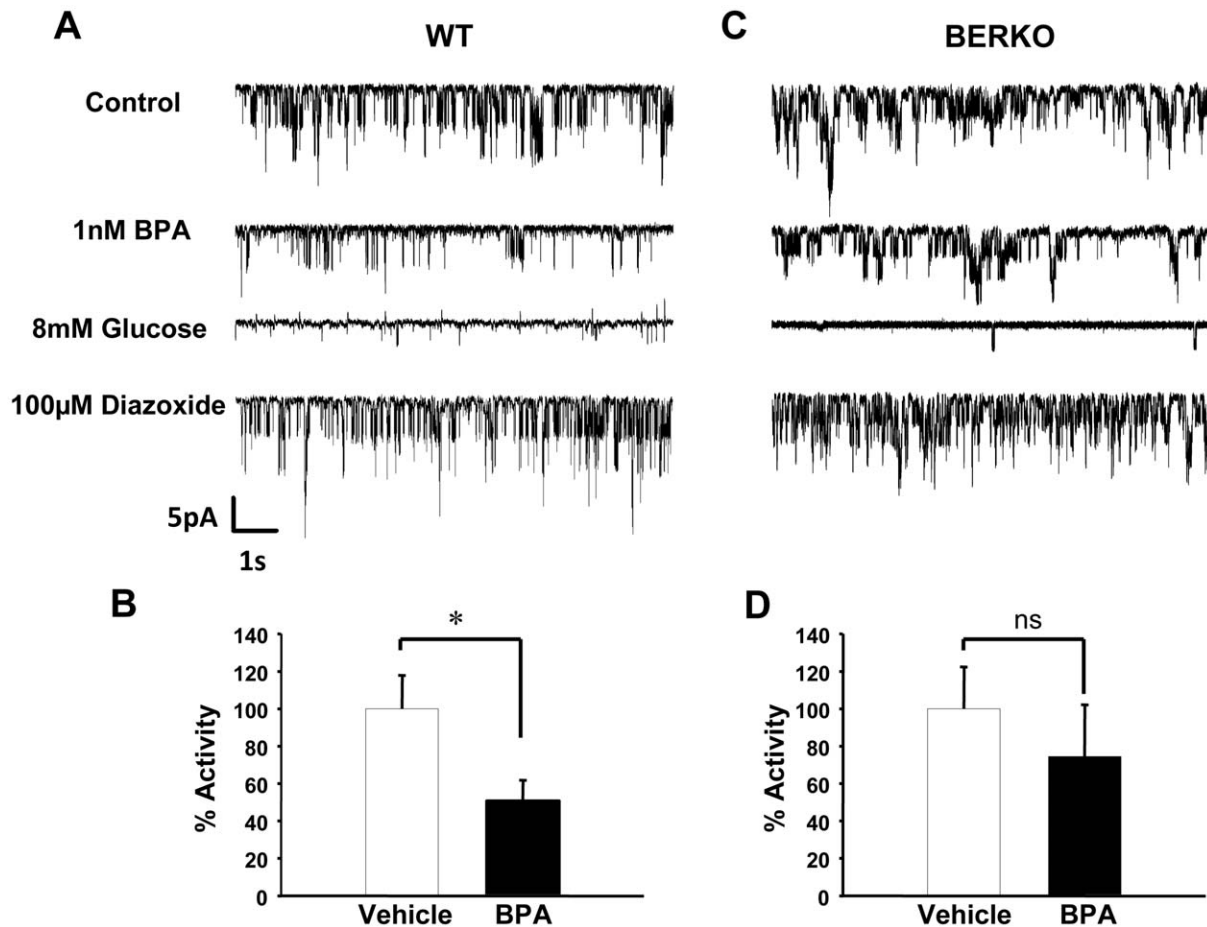 A
WT
C
BERKO
Control
1nM BPA
8mM Glucose
100µM Diazoxide
5pA
1s
B
*
140
120
100
80
60
40
20
0
% Activity
Vehicle
BPA
D
ns
140
120
100
80
60
40
20
0
% Activity
Vehicle
BPA